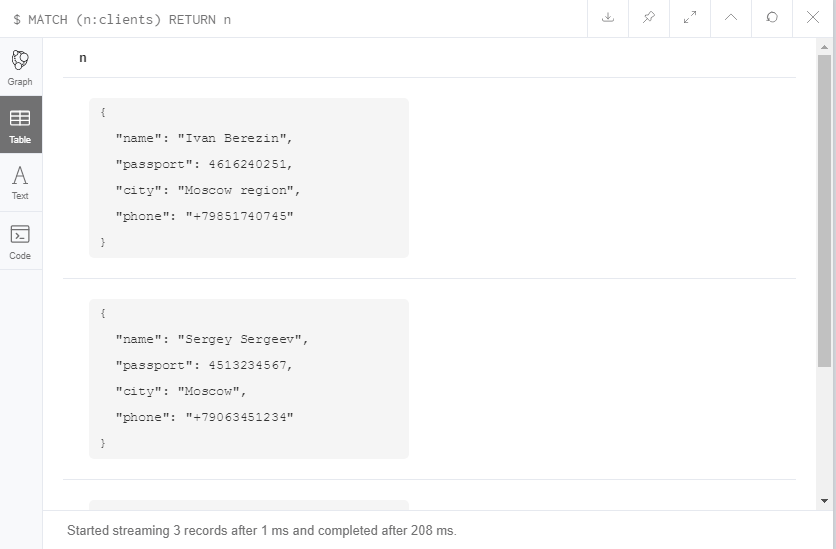 $ MATCH (n:clients) RETURN n
Graph
Table
Text
Code
n
{
"name": "Ivan Berezin",
"passport": 4616240251,
"city": "Moscow region",
"phone": "+79851740745"
}
{
"name": "Sergey Sergeev",
"passport": 4513234567,
"city": "Moscow",
"phone": "+79063451234"
}
Started streaming 3 records after 1 ms and completed after 208 ms.